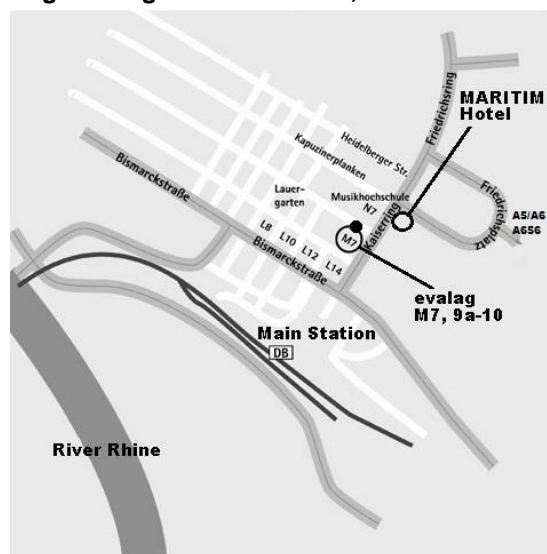 MARITIM
Hotel
Friedrichsring
Heidelberger Str.
Kapuzinerplanken
Bismarckstraße
Lauer-
garten
Musikhochschule
N7
Friedrichsplatz
A5/A6
A656
Kaiserring
M7
L8
L10
L12
L14
Bismarckstraße
evalag
M7, 9a-10
Main Station
DB
River Rhine